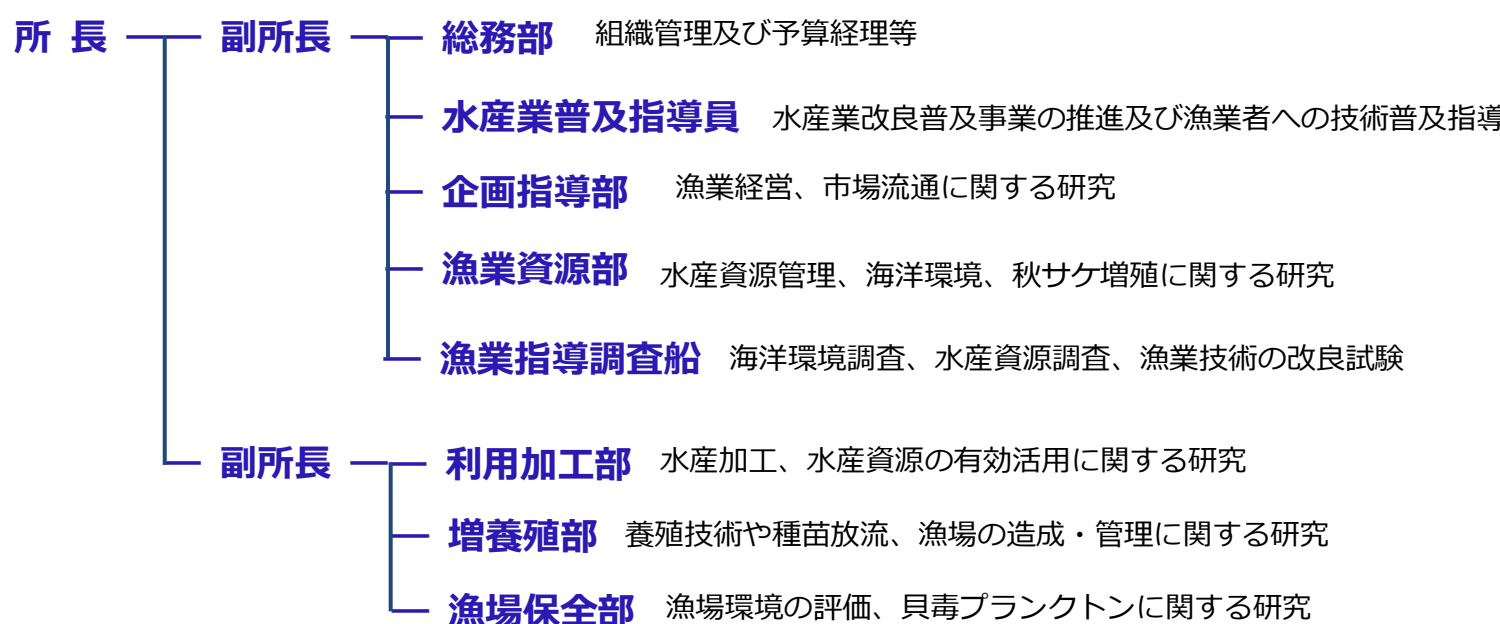 所 長 副所長 総務部 組織管理及び予算経理等
水産業普及指導員 水産業改良普及事業の推進及び漁業者への技術普及指導
企画指導部 漁業経営、市場流通に関する研究
漁業資源部 水産資源管理、海洋環境、秋サケ増殖に関する研究
漁業指導調査船 海洋環境調査、水産資源調査、漁業技術の改良試験
副所長 利用加工部 水産加工、水産資源の有効活用に関する研究
増養殖部 養殖技術や種苗放流、漁場の造成・管理に関する研究
漁場保全部 漁場環境の評価、貝毒プランクトンに関する研究